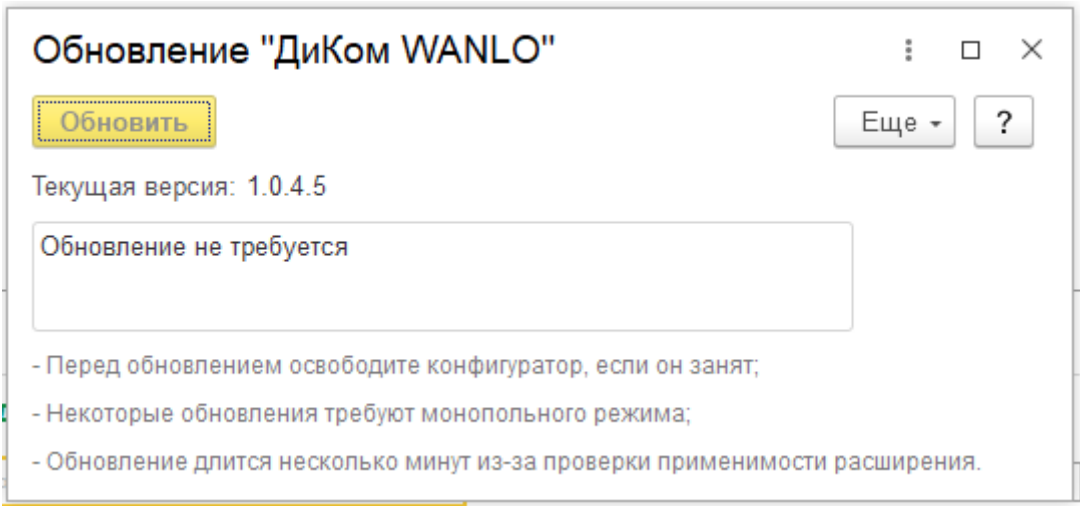 Обновление "ДиКом WANLO"
Обновить
Еще
?
Текущая версия: 1.0.4.5
Обновление не требуется
- Перед обновлением освободите конфигуратор, если он занят;
- Некоторые обновления требуют монопольного режима;
- Обновление длится несколько минут из-за проверки применимости расширения.